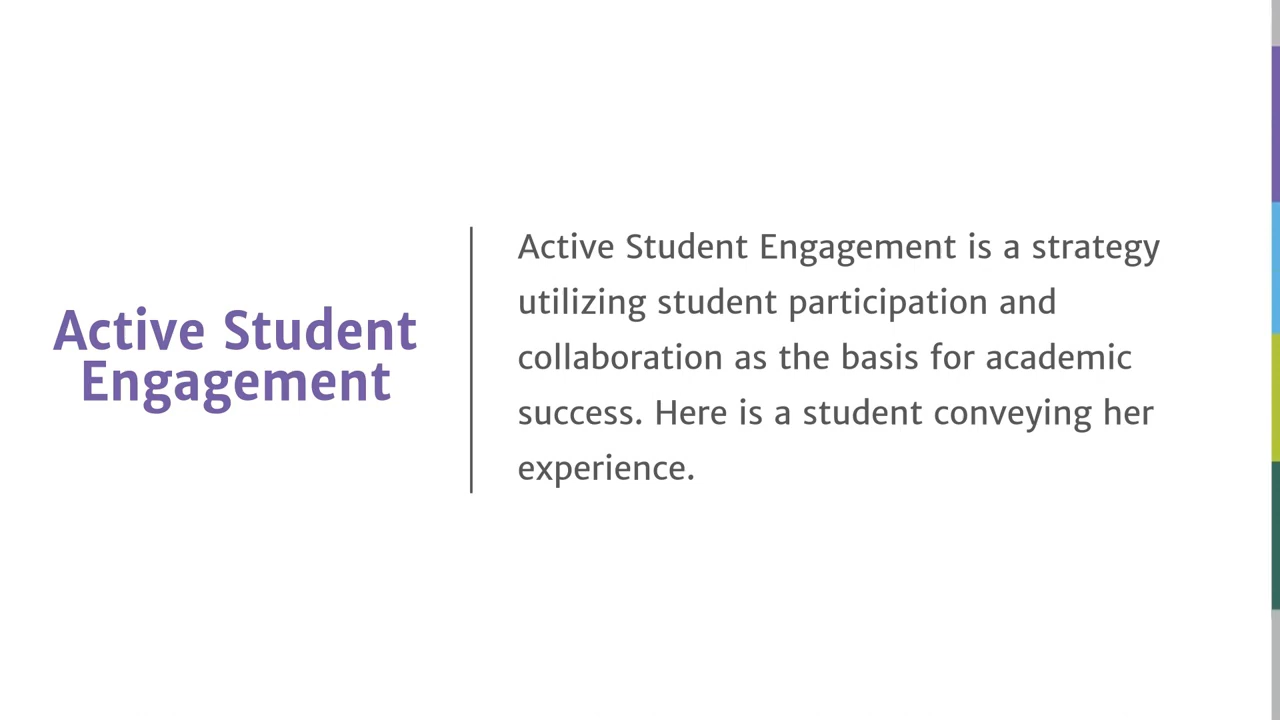 Active Student
Engagement
Active Student Engagement is a strategy
utilizing student participation and
collaboration as the basis for academic
success. Here is a student conveying her
experience.